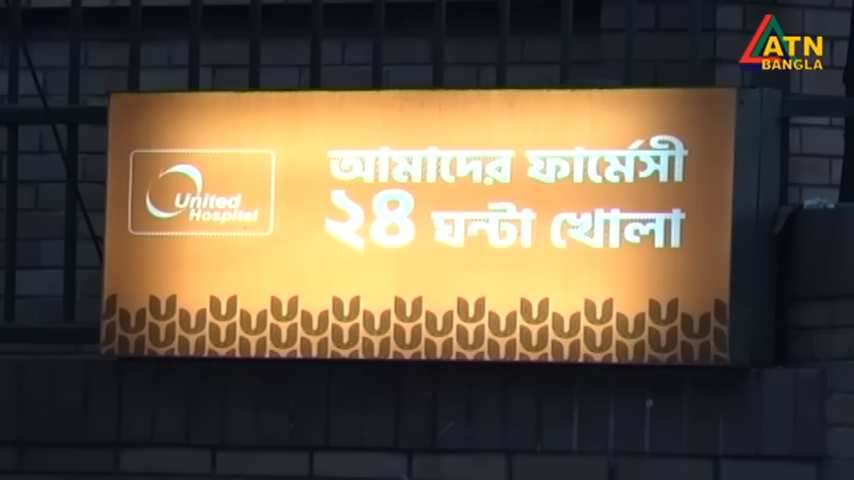 ATN
BANGLA
United
Hospital
আমাদের ফার্মেসী
২৪ ঘন্টা খোলা